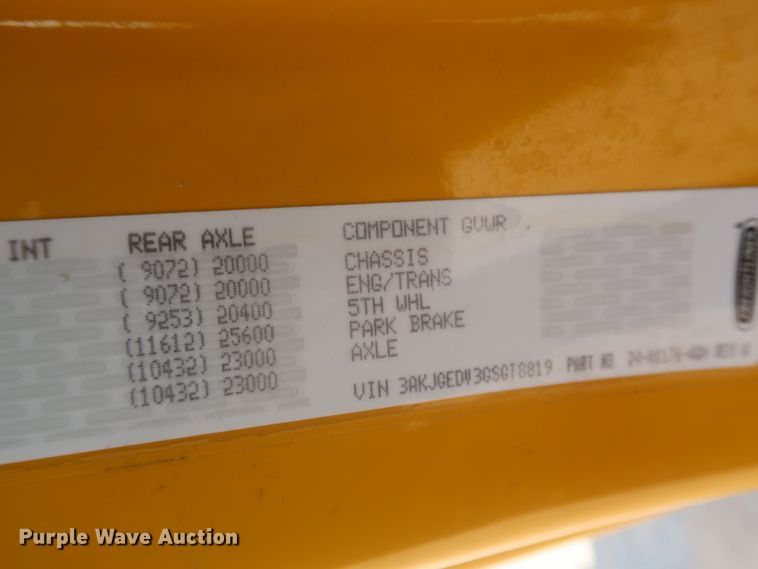 INT
REAR AXLE
( 9072) 20000
( 9072) 20000
( 9253) 20400
(11612) 25600
(10432) 23000
(10432) 23000
COMPONENT GVWR
CHASSIS
ENG/TRANS
5TH WHL
PARK BRAKE
AXLE
VIN 3AKJGEDV3GSGT8819 PART NO.
Purple Wave Auction